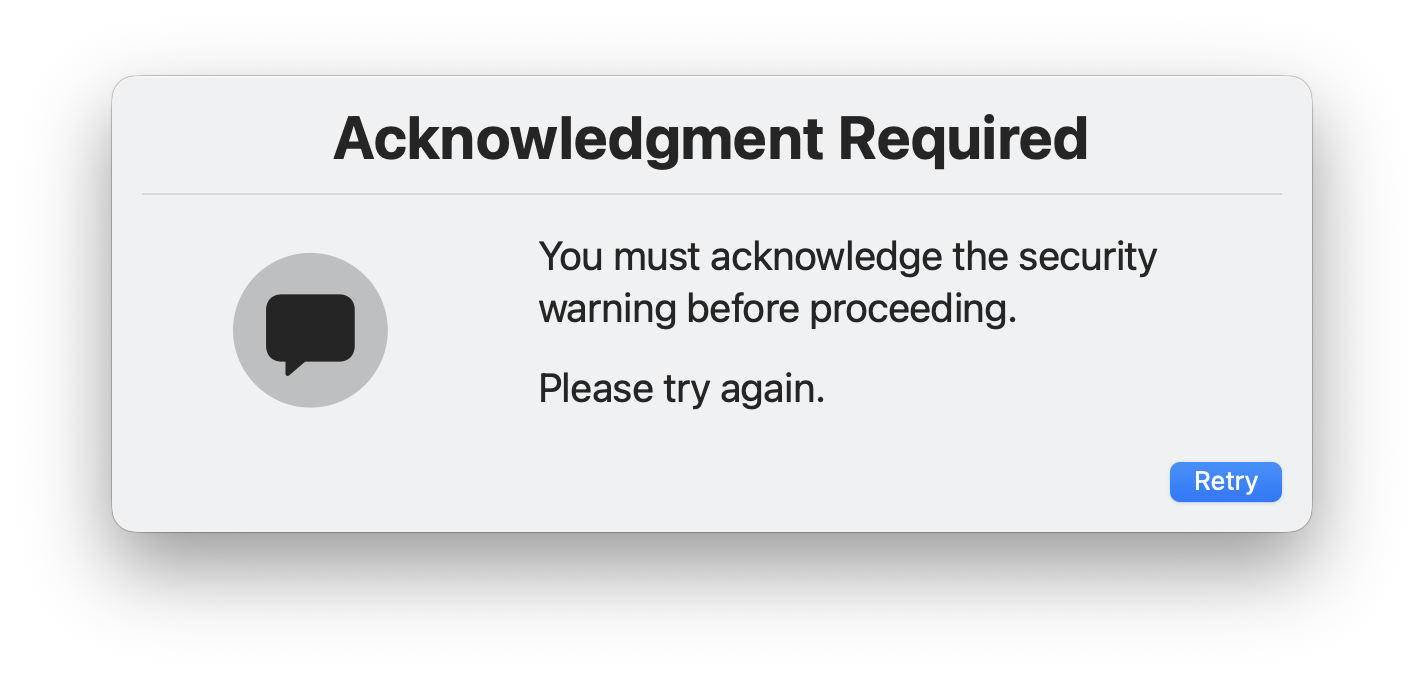 Acknowledgment Required
You must acknowledge the security
warning before proceeding.
Please try again.
Retry